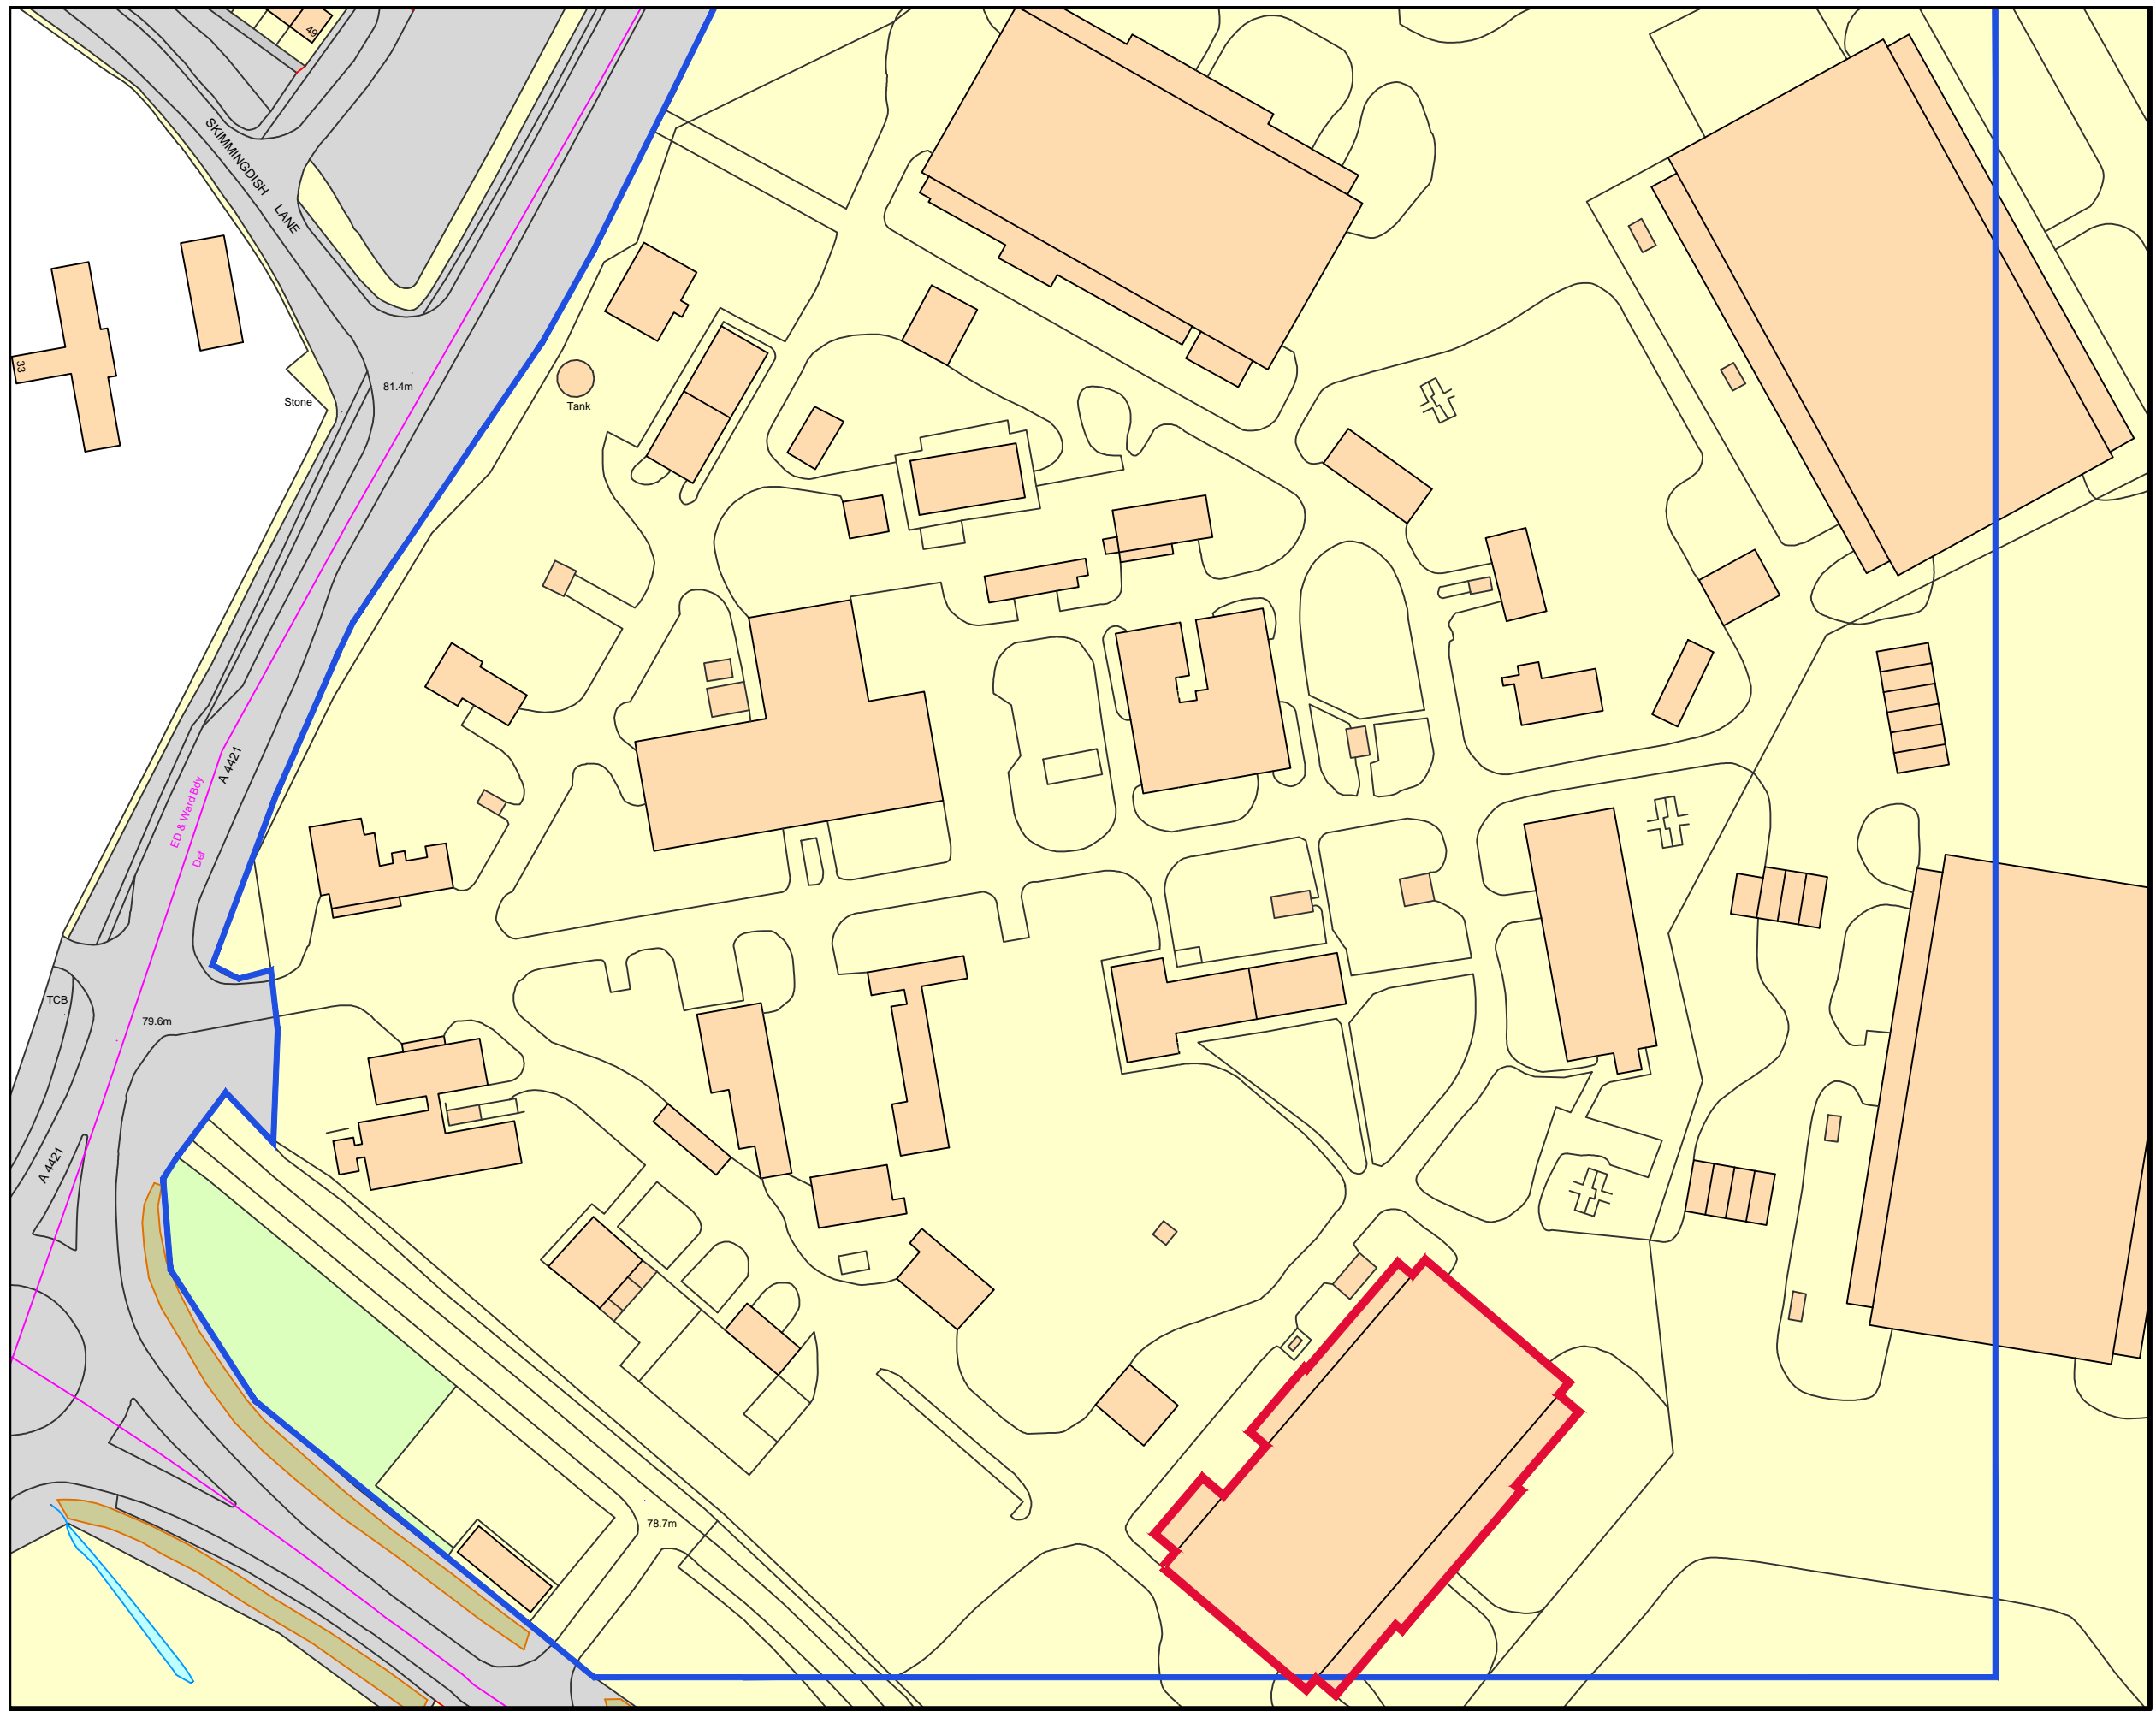 49
SKIMMINGDISH LANE
33
81.4m
Stone
Tank
A 4421
ED & Ward Bdy
Def
TCB
79.6m
A 4421
78.7m